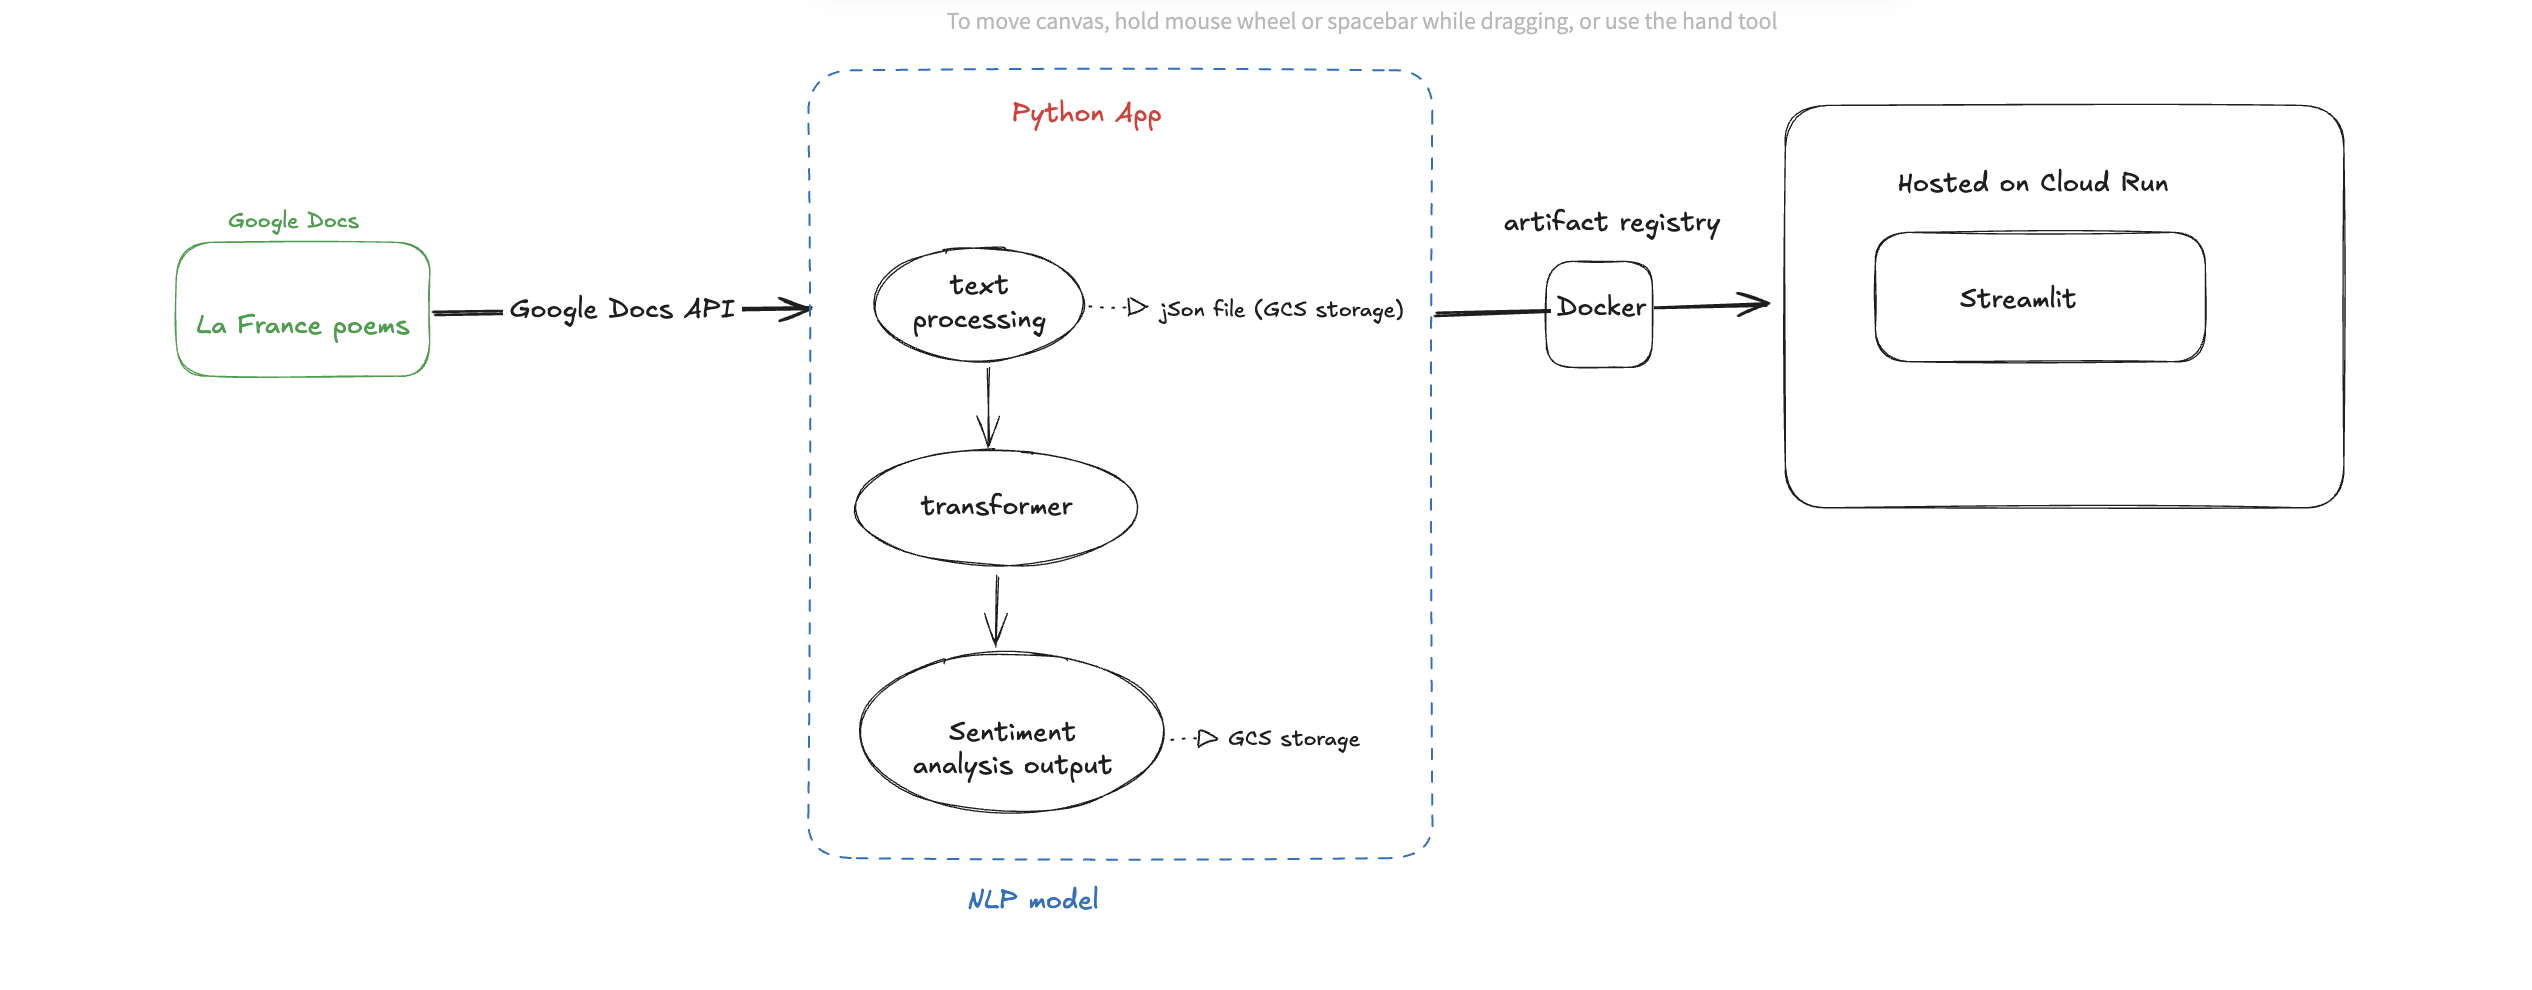 To move canvas, hold mouse wheel or spacebar while dragging, or use the hand tool
Google Docs
La France poems
Google Docs API
Python App
text
processing
jSon file (GCS storage)
transformer
Sentiment
analysis output
GCS storage
NLP model
artifact registry
Docker
Hosted on Cloud Run
Streamlit